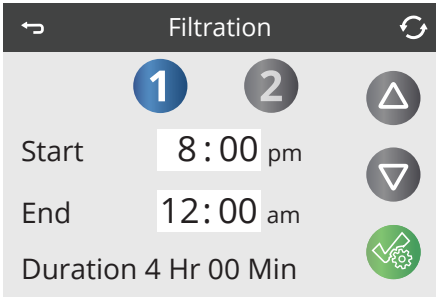 Filtration
1 2
Start 8:00 pm
End 12:00 am
Duration 4 Hr 00 Min